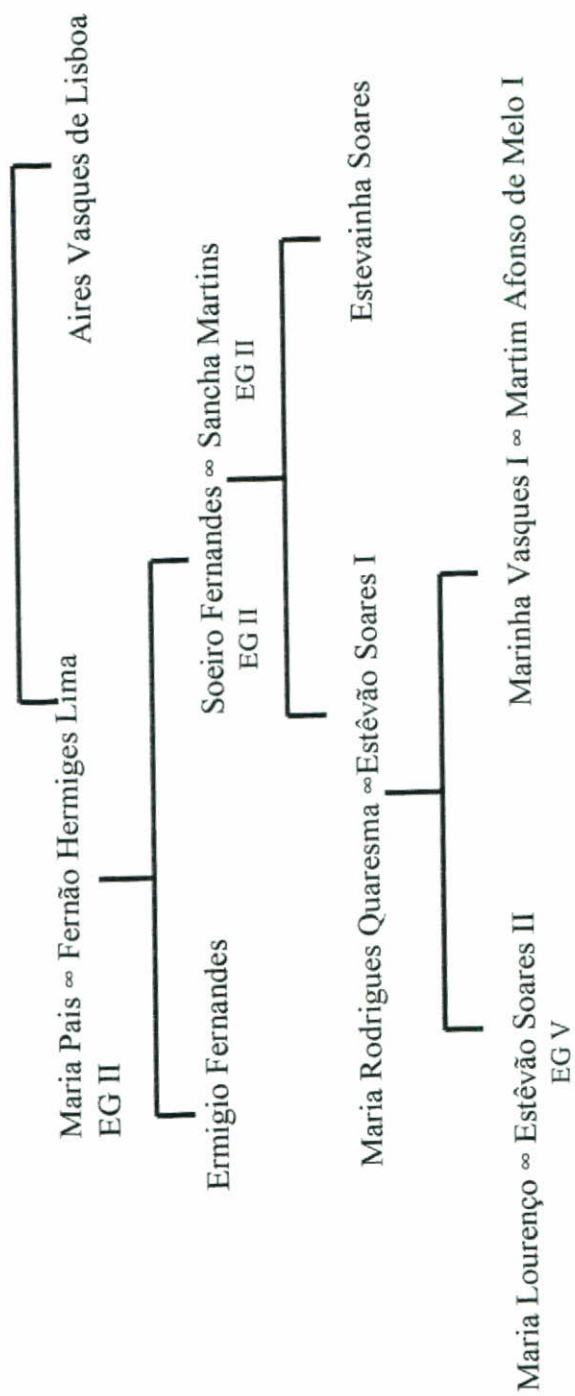 Maria Pais ∞ Fernão Hermiges Lima
EG II
Aires Vasques de Lisboa
Ermigio Fernandes
Soeiro Fernandes ∞ Sancha Martins
EG II
EG II
Maria Rodrigues Quaresma ∞Estêvão Soares I
Estevainha Soares
Maria Lourenço ∞ Estêvão Soares II
EG V
Marinha Vasques I ∞ Martim Afonso de Melo I